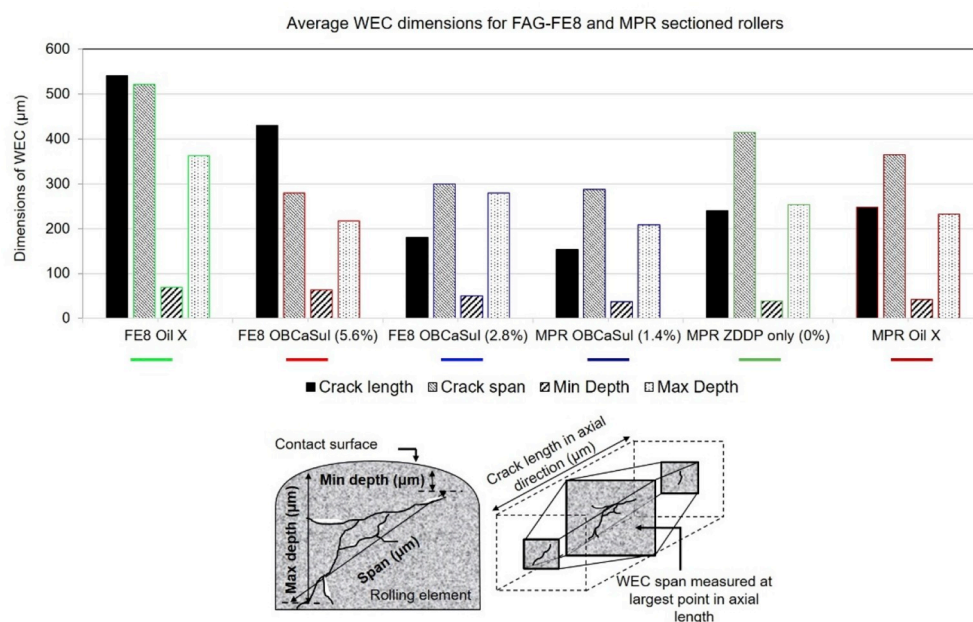 Average WEC dimensions for FAG-FE8 and MPR sectioned rollers
Dimensions of WEC (µm)
600
500
400
300
200
100
0
FE8 Oil X
FE8 OBCaSul (5.6%)
FE8 OBCaSul (2.8%)
MPR OBCaSul (1.4%)
MPR ZDDP only (0%)
MPR Oil X
Crack length
Crack span
Min Depth
Max Depth
Contact surface
Min depth (µm)
Max depth (µm)
Span (µm)
Rolling element
Crack length in axial
direction (µm)
WEC span measured at
largest point in axial
length